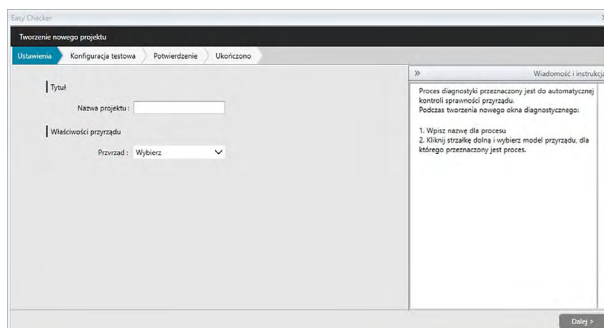 Easy Checker
Tworzenie nowego projektu
Ustawienia Konfiguracja testowa Potwierdzenie Ukończono
Tytuł
Nazwa projektu :
Właściwości przyrządu
Przyrząd : Wybierz
» Wiadomość i instrukcja
Proces diagnostyki przeznaczony jest do automatycznej
kontroli sprawności przyrządu.
Podczas tworzenia nowego okna diagnostycznego:
1. Wpisz nazwę dla procesu
2. Kliknij strzałkę dolną i wybierz model przyrządu, dla
którego przeznaczony jest proces.
Dalej >